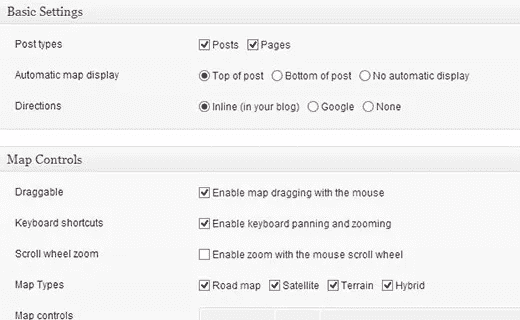 Basic Settings
Post types Posts Pages
Automatic map display Top of post Bottom of post No automatic display
Directions Inline (in your blog) Google None
Map Controls
Draggable Enable map dragging with the mouse
Keyboard shortcuts Enable keyboard panning and zooming
Scroll wheel zoom Enable zoom with the mouse scroll wheel
Map Types Road map Satellite Terrain Hybrid
Map controls